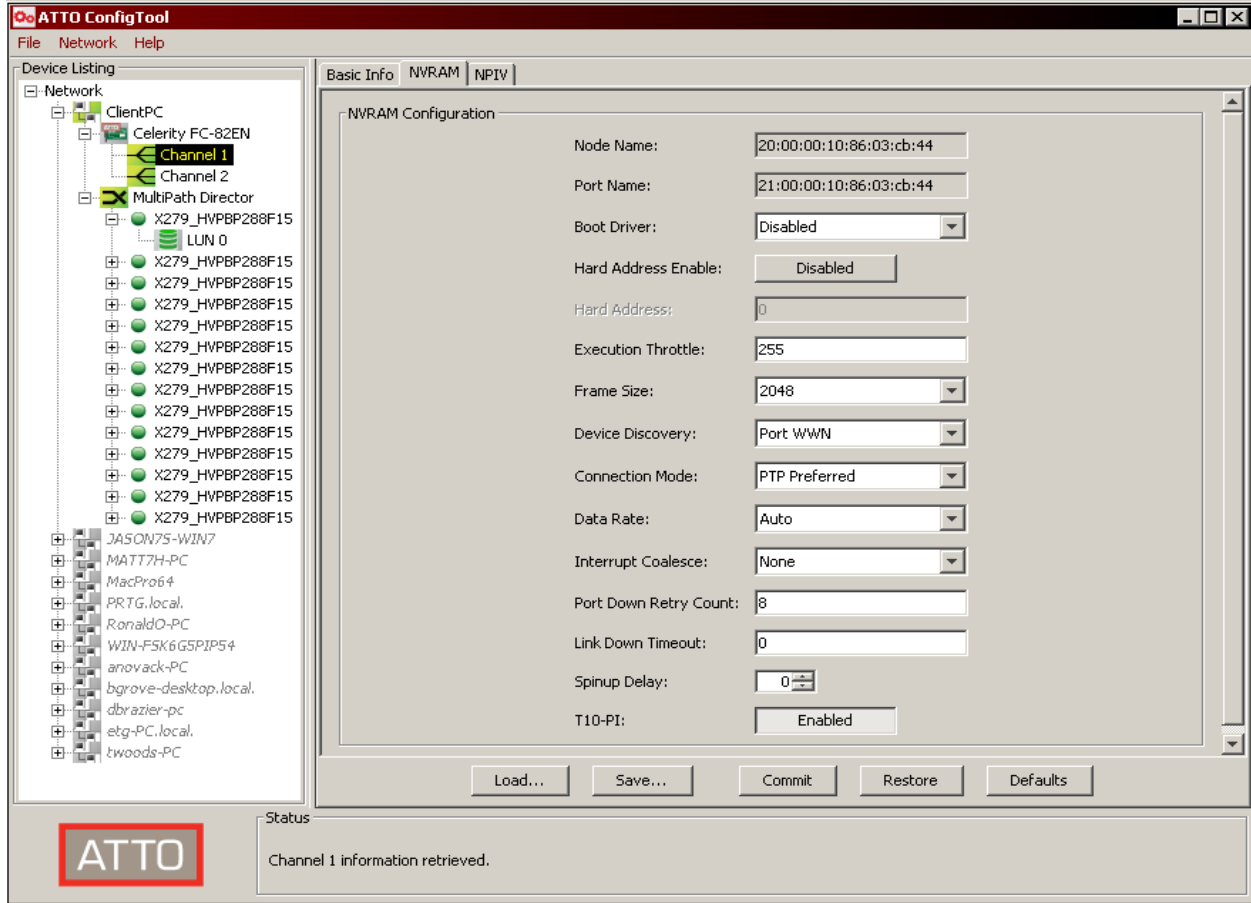 ATTO ConfigTool
File Network Help
Device Listing
Network
ClientPC
Celerity FC-82EN
Channel 1
Channel 2
MultiPath Director
X279_HVPBP288F15
LUN 0
X279_HVPBP288F15
X279_HVPBP288F15
X279_HVPBP288F15
X279_HVPBP288F15
X279_HVPBP288F15
X279_HVPBP288F15
X279_HVPBP288F15
X279_HVPBP288F15
X279_HVPBP288F15
X279_HVPBP288F15
X279_HVPBP288F15
X279_HVPBP288F15
X279_HVPBP288F15
JASON7S-WIN7
MATT7H-PC
MacPro64
PRTG.local.
RonaldO-PC
WIN-F5K6G5PIP54
anovack-PC
bgrove-desktop.local.
dbrazier-pc
etg-PC.local.
twoods-PC
Basic Info NVRAM NPIV
NVRAM Configuration
Node Name: 20:00:00:10:86:03:cb:44
Port Name: 21:00:00:10:86:03:cb:44
Boot Driver: Disabled
Hard Address Enable: Disabled
Hard Address: 0
Execution Throttle: 255
Frame Size: 2048
Device Discovery: Port WWN
Connection Mode: PTP Preferred
Data Rate: Auto
Interrupt Coalesce: None
Port Down Retry Count: 8
Link Down Timeout: 0
Spinup Delay: 0
T10-PI: Enabled
Load... Save... Commit Restore Defaults
ATTO
Status
Channel 1 information retrieved.